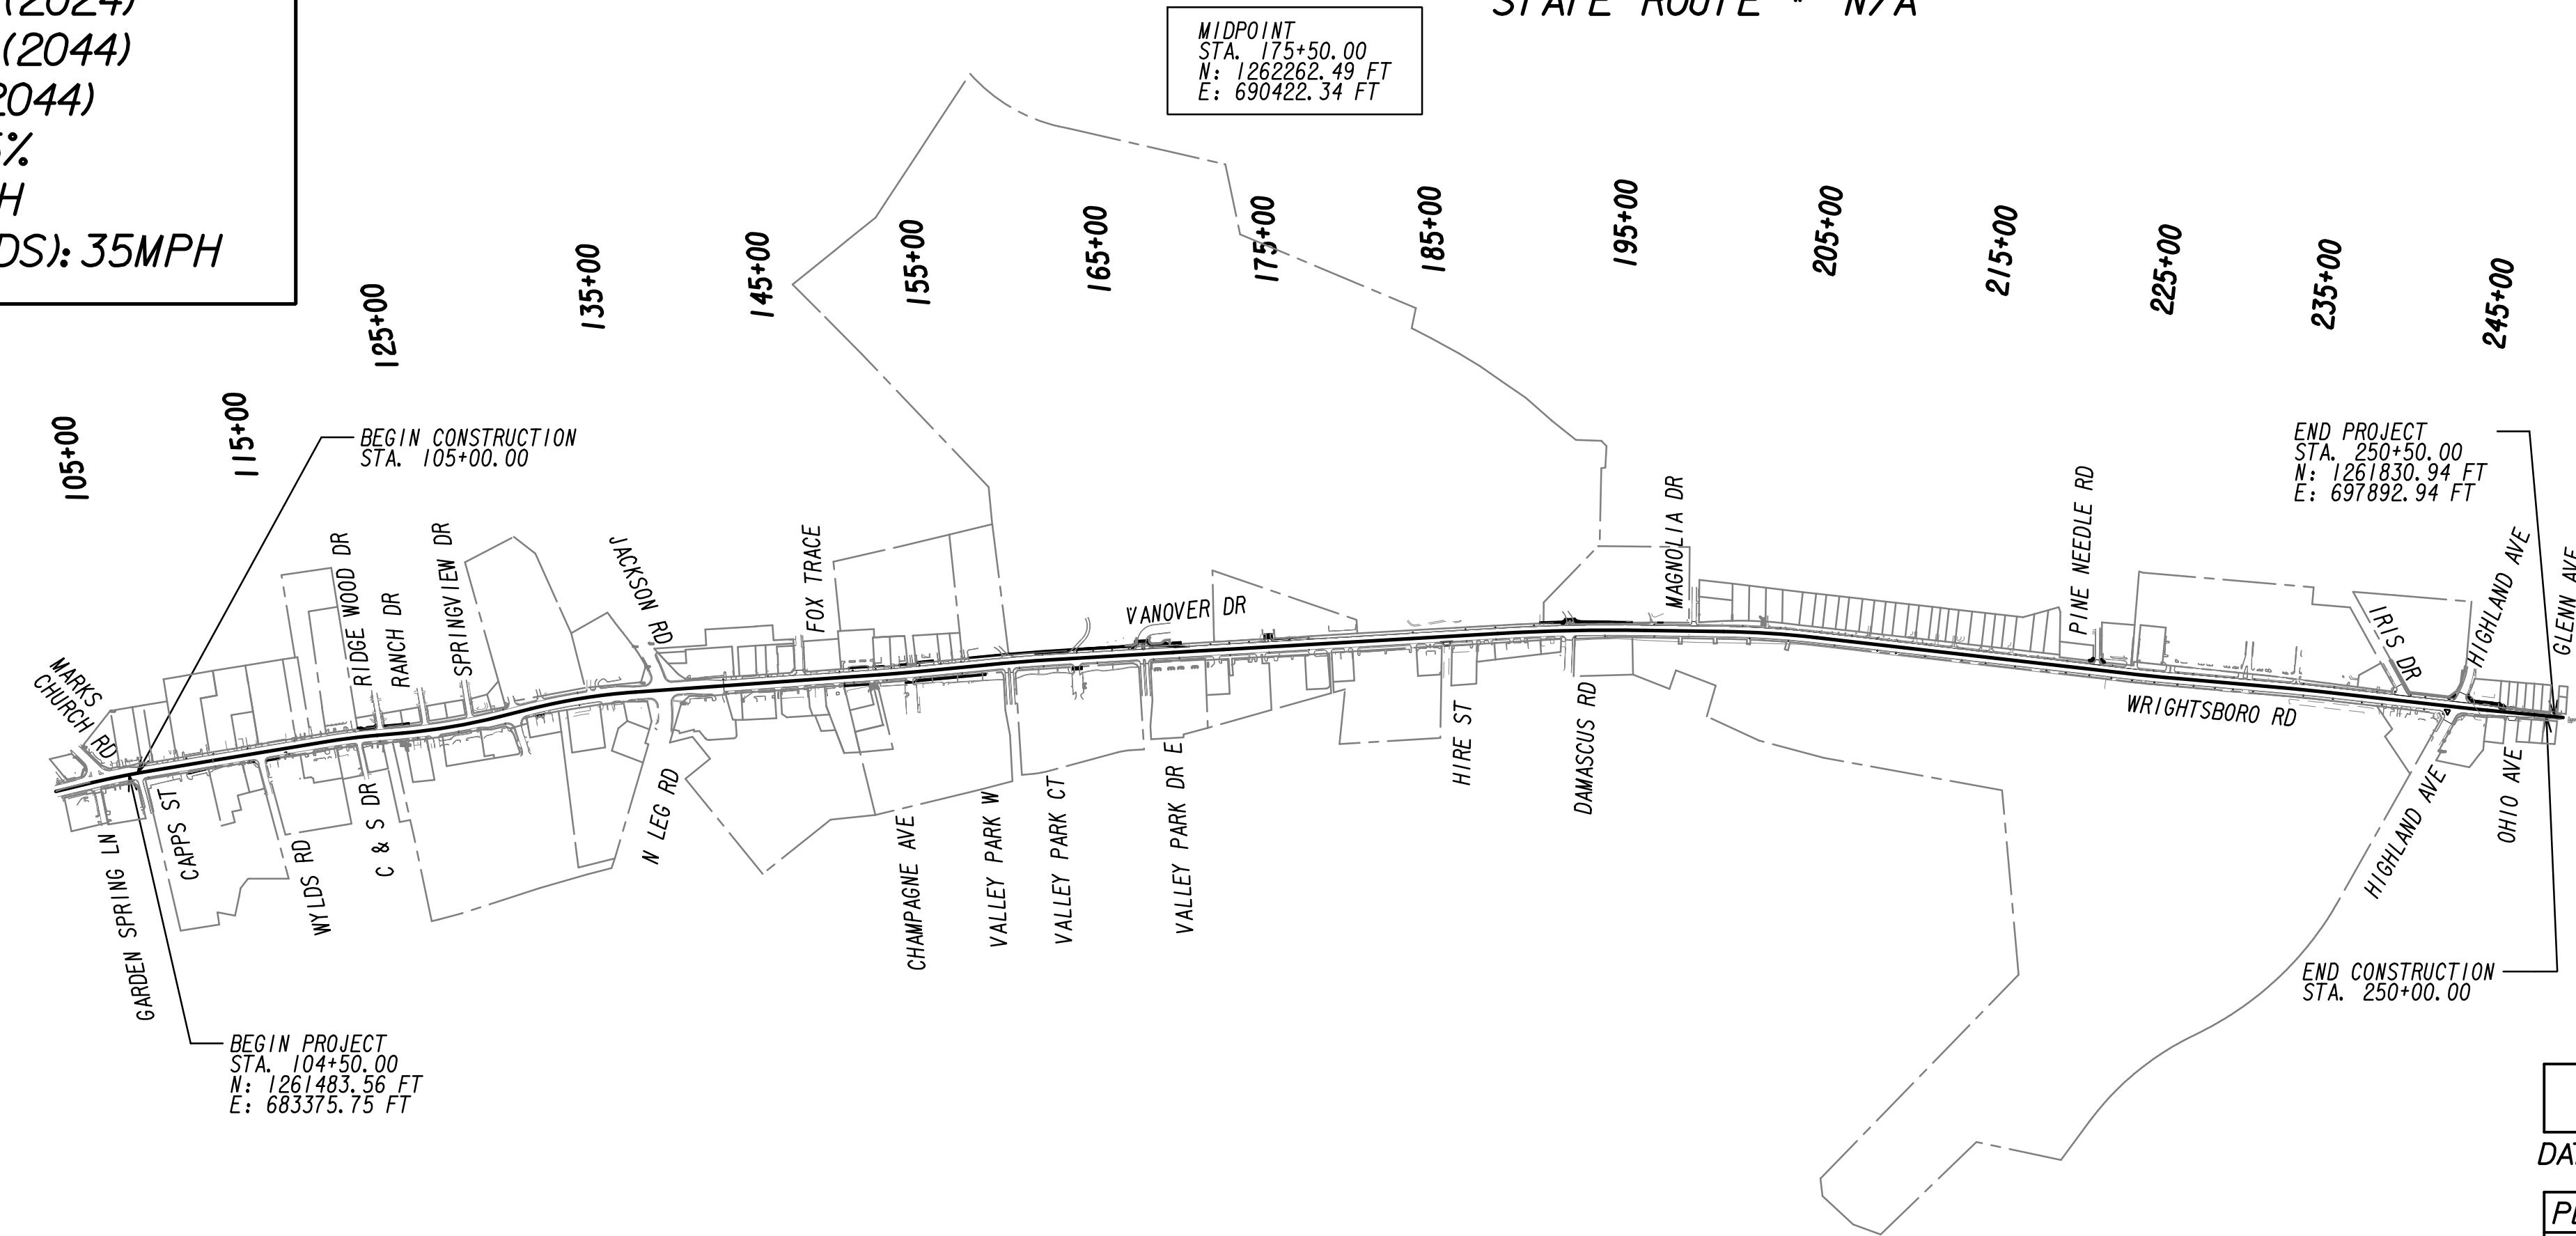 (2024)
(2044)
2044)
%
H
DS): 35MPH
STATE ROUTE * N/A
MIDPOINT
STA. 175+50.00
N: 1262262.49 FT
E: 690422.34 FT
105+00
115+00
125+00
135+00
145+00
155+00
165+00
175+00
185+00
195+00
205+00
215+00
225+00
235+00
245+00
BEGIN CONSTRUCTION
STA. 105+00.00
END PROJECT
STA. 250+50.00
N: 1261830.94 FT
E: 697892.94 FT
MARKS
CHURCH RD
RIDGE WOOD DR
RANCH DR
SPRINGVIEW DR
JACKSON RD
FOX TRACE
VANOVER DR
MAGNOLIA DR
PINE NEEDLE RD
IRIS DR
HIGHLAND AVE
GLENN AVE
WRIGHTSBORO RD
GARDEN SPRING LN
CAPPS ST
WYLDS RD
C & S DR
N LEG RD
CHAMPAGNE AVE
VALLEY PARK W
VALLEY PARK CT
VALLEY PARK DR E
HIRE ST
DAMASCUS RD
HIGHLAND AVE
OHIO AVE
BEGIN PROJECT
STA. 104+50.00
N: 1261483.56 FT
E: 683375.75 FT
END CONSTRUCTION
STA. 250+00.00
DA